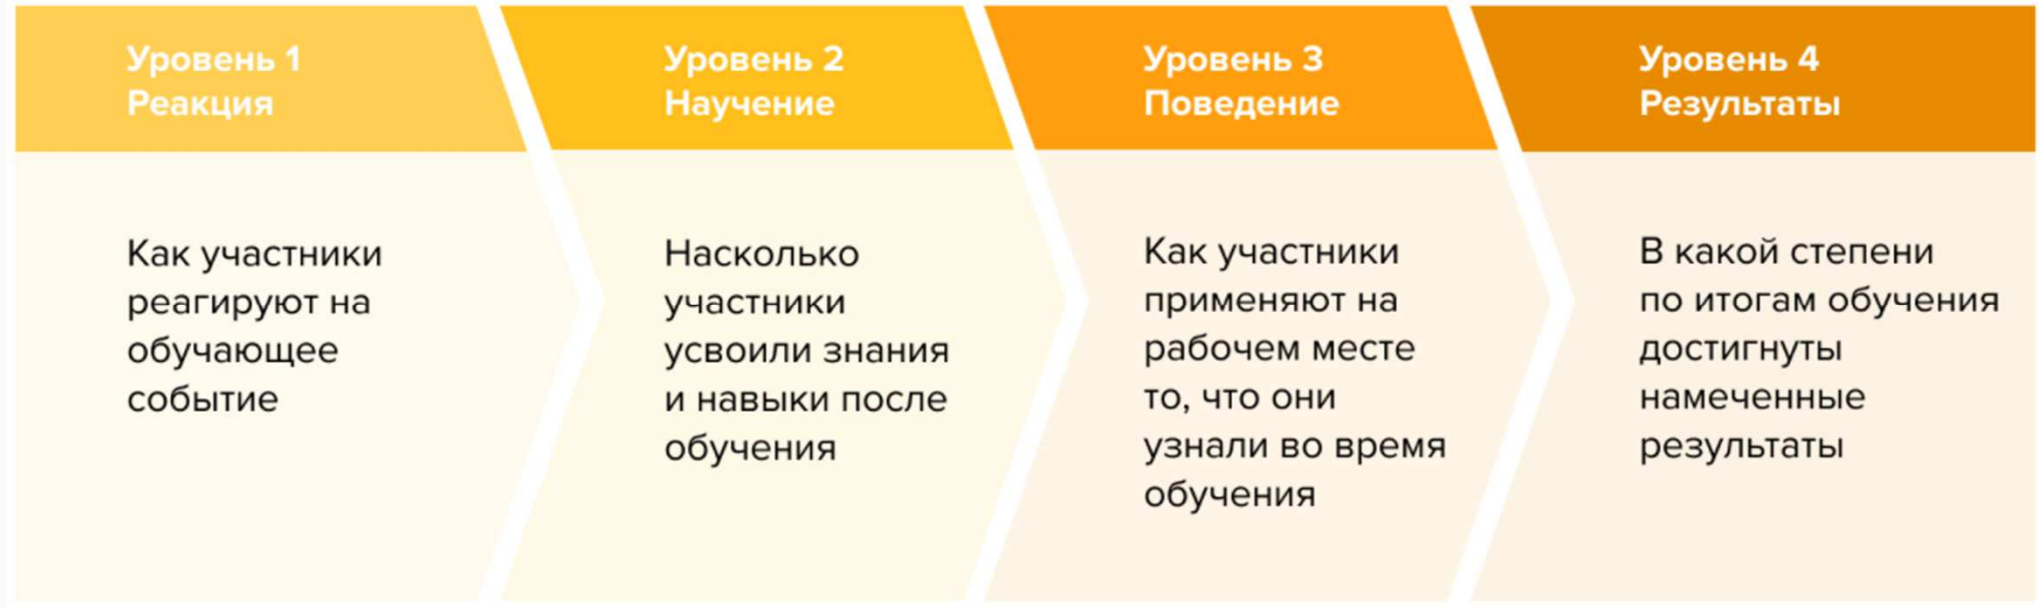 Уровень 1
Реакция
Как участники
реагируют на
обучающее
событие
Уровень 2
Научение
Насколько
участники
усвоили знания
и навыки после
обучения
Уровень 3
Поведение
Как участники
применяют на
рабочем месте
то, что они
узнали во время
обучения
Уровень 4
Результаты
В какой степени
по итогам обучения
достигнуты
намеченные
результаты